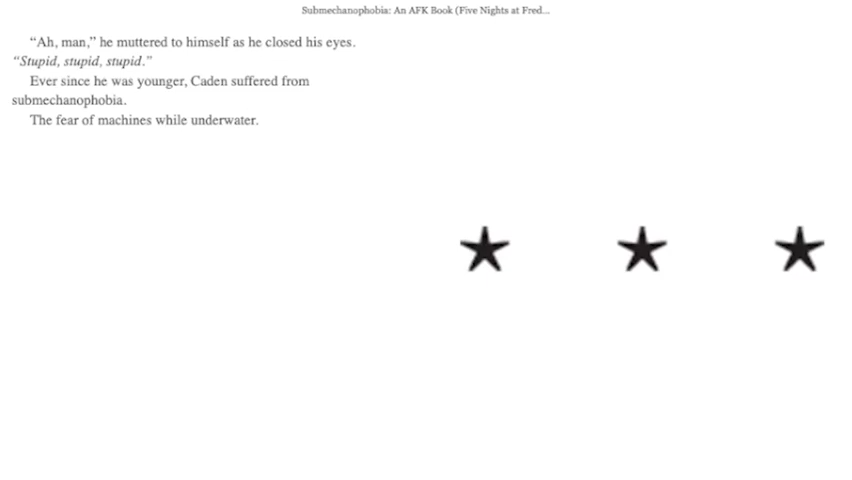 Submechanophobia: An AFK Book (Five Nights at Fred...
“Ah, man,” he muttered to himself as he closed his eyes.
“Stupid, stupid, stupid.”
Ever since he was younger, Caden suffered from
submechanophobia.
The fear of machines while underwater.